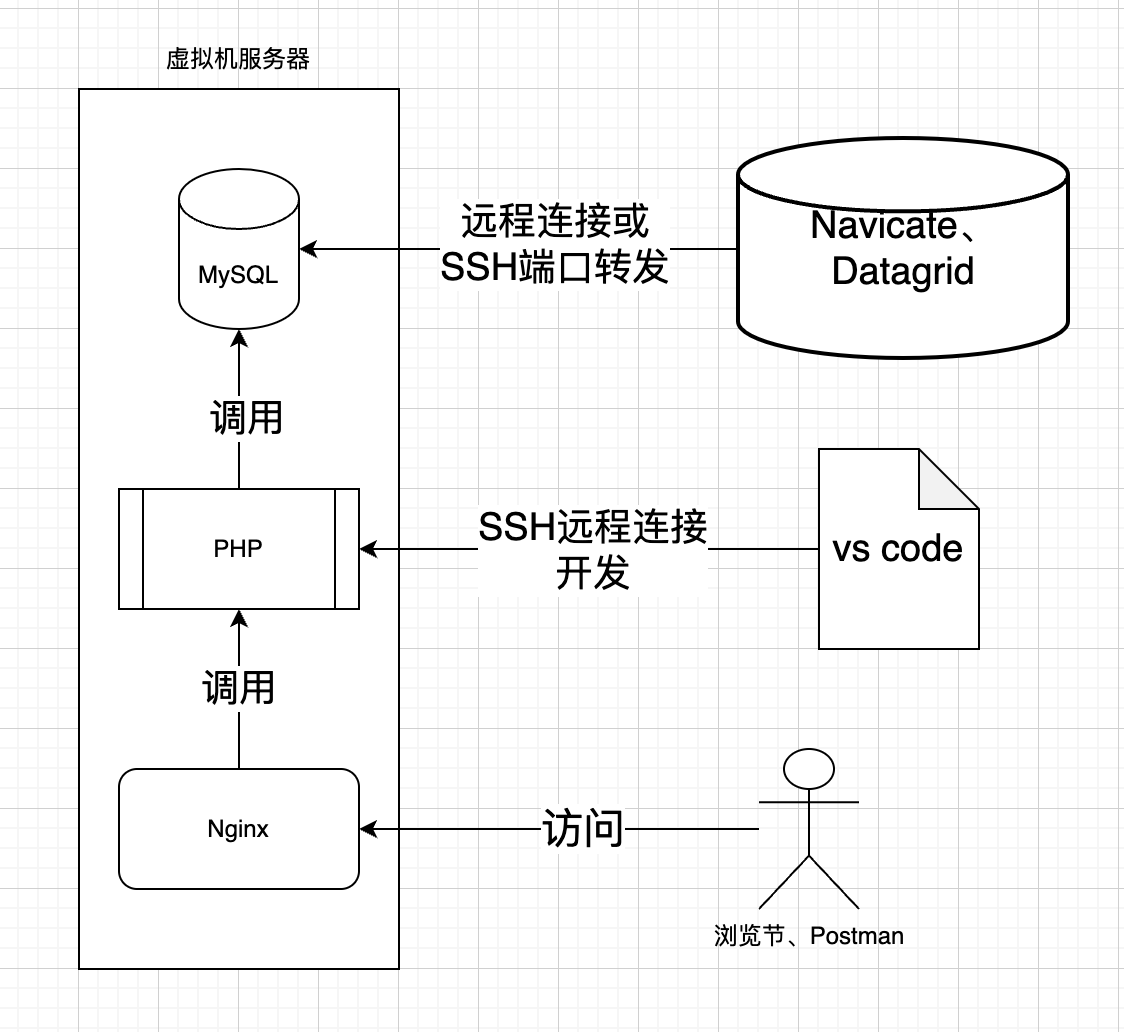 虚拟机服务器
远程连接或
SSH端口转发
Navicate、
Datagrid
MySQL
调用
SSH远程连接
开发
vs code
PHP
调用
Nginx
访问
浏览节、Postman